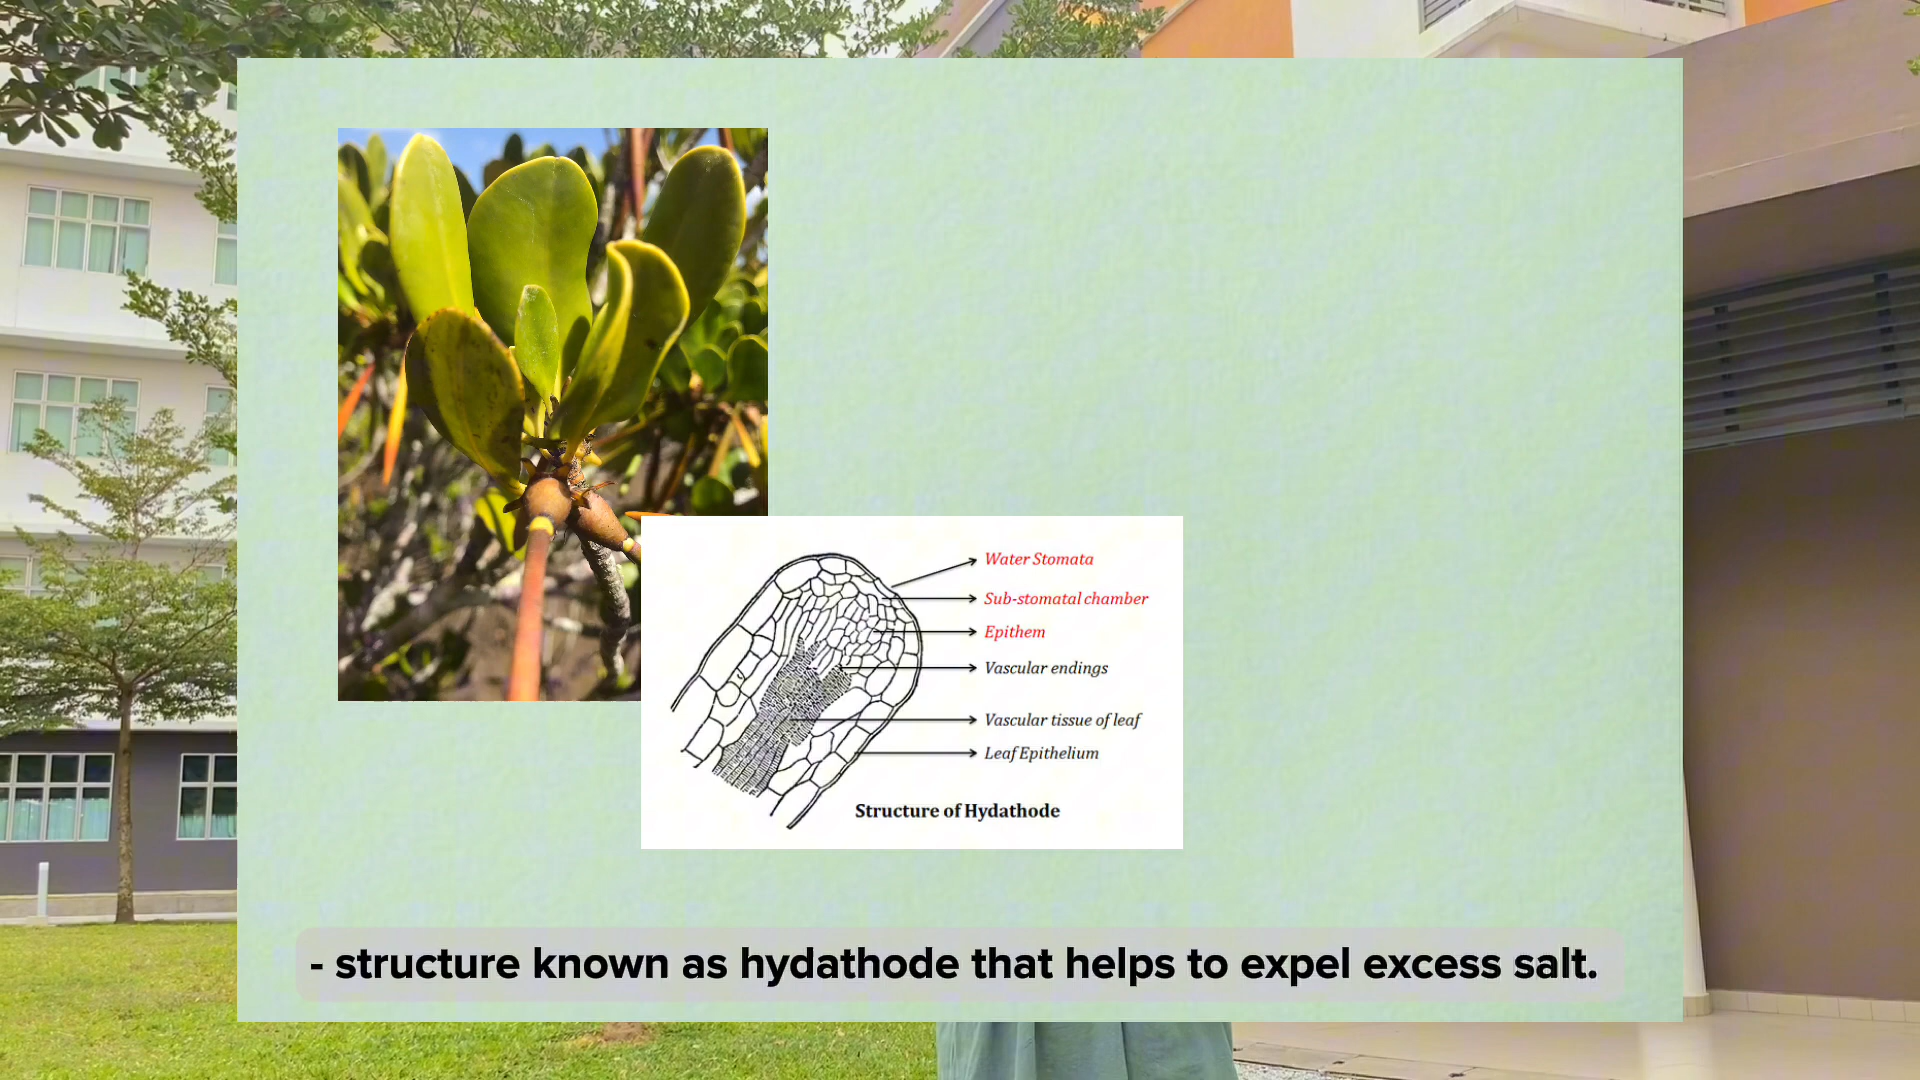 Water Stomata
Sub-stomatal chamber
Epithem
Vascular endings
Vascular tissue of leaf
Leaf Epithelium
Structure of Hydathode
- structure known as hydathode that helps to expel excess salt.